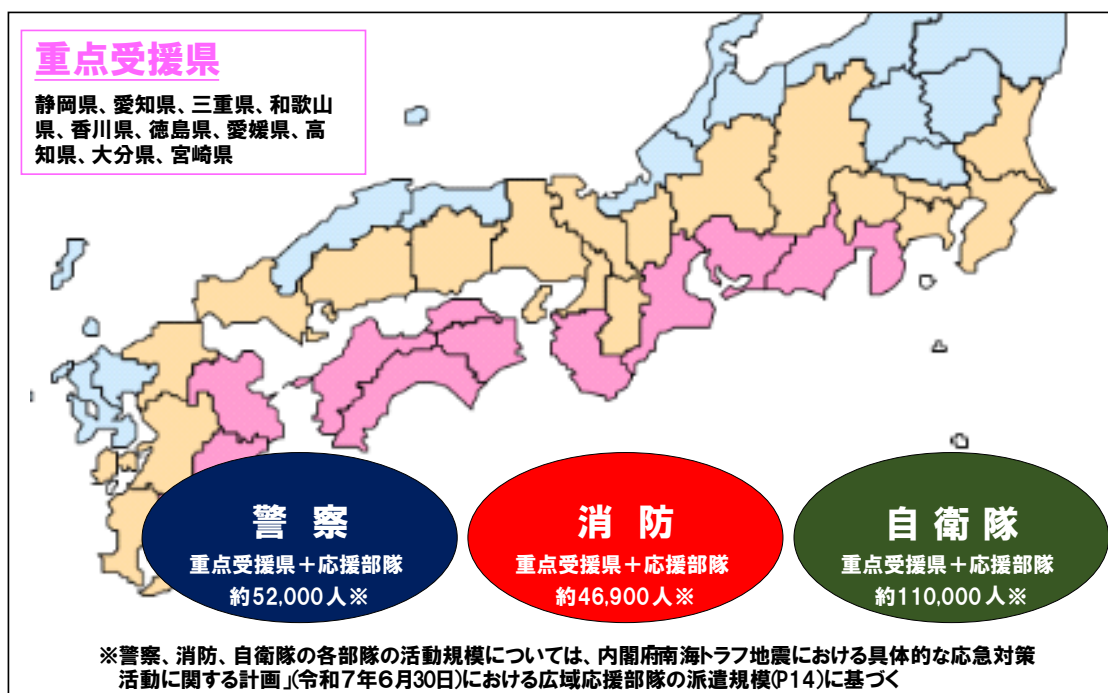 重点受援県
静岡県、愛知県、三重県、和歌山
県、香川県、徳島県、愛媛県、高
知県、大分県、宮崎県
警 察
重点受援県+応援部隊
約52,000人※
消 防
重点受援県+応援部隊
約46,900人※
自 衛 隊
重点受援県+応援部隊
約110,000人※
※警察、消防、自衛隊の各部隊の活動規模については、内閣府南海トラフ地震における具体的な応急対策
活動に関する計画」(令和7年6月30日)における広域応援部隊の派遣規模(P14)に基づく